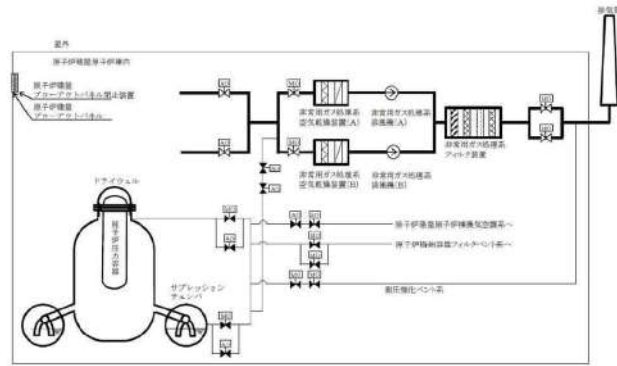 排気筒
屋外
原子炉建屋原子炉棟内
原子炉建屋
ブローアウトパネル閉止装置
原子炉建屋
ブローアウトパネル
AO
MO
非常用ガス処理系
空気乾燥装置(A)
非常用ガス処理系
排風機(A)
MO
MO
AO
MO
非常用ガス処理系
空気乾燥装置(B)
非常用ガス処理系
排風機(B)
非常用ガス処理系
フィルタ装置
ドライウェル
原子炉圧力容器
サプレッション
チェンバ
原子炉建屋原子炉棟換気空調系へ
原子炉格納容器フィルタベント系へ
耐圧強化ベント系